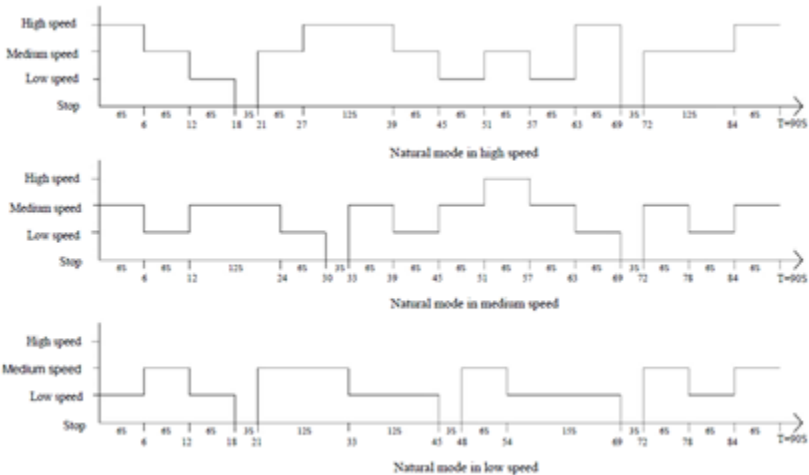 High speed
Medium speed
Low speed
Stop
6S 6S 6S 3S 6S 12S 6S 6S 6S 6S 6S 3S 12S 6S
6 12 18 21 27 39 45 51 57 63 69 72 84 T=90S
Natural mode in high speed
High speed
Medium speed
Low speed
Stop
6S 6S 12S 6S 3S 6S 6S 6S 6S 6S 6S 3S 6S 6S 6S
6 12 24 30 33 39 45 51 57 63 69 72 78 84 T=90S
Natural mode in medium speed
High speed
Medium speed
Low speed
Stop
6S 6S 6S 3S 12S 12S 3S 6S 15S 3S 6S 6S 6S
6 12 18 21 33 45 48 54 69 72 78 84 T=90S
Natural mode in low speed